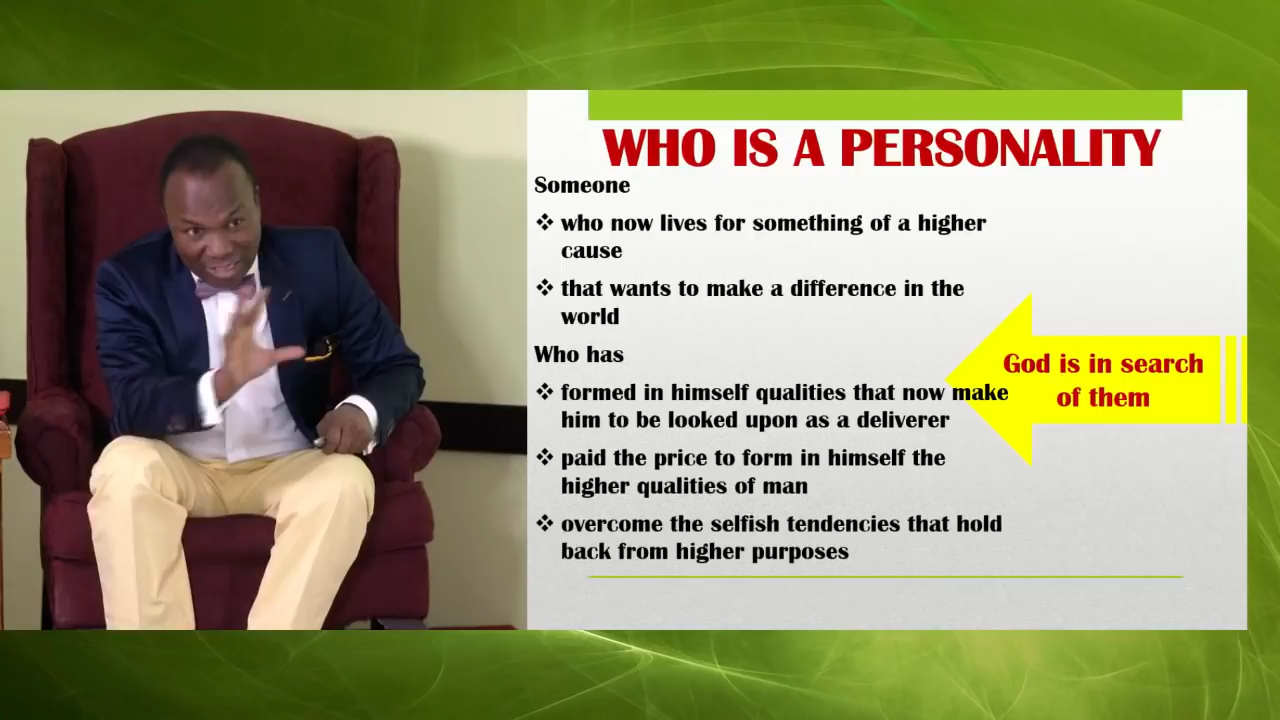 WHO IS A PERSONALITY
Someone
❖ who now lives for something of a higher
cause
❖ that wants to make a difference in the
world
Who has
❖ formed in himself qualities that now make
him to be looked upon as a deliverer
❖ paid the price to form in himself the
higher qualities of man
❖ overcome the selfish tendencies that hold
back from higher purposes
God is in search
of them